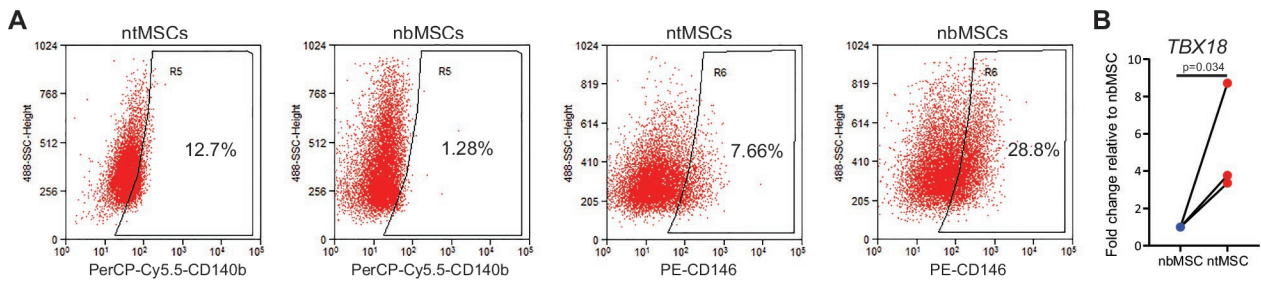 A
ntMSCs
1024
819
768
614
512
410
256
205
0
488-SSC-Height
R5
12.7%
10^0 10^1 10^2 10^3 10^4 10^5
PerCP-Cy5.5-CD140b
nbMSCs
1024
768
512
256
0
488-SSC-Height
R5
1.28%
10^0 10^1 10^2 10^3 10^4 10^5
PerCP-Cy5.5-CD140b
ntMSCs
1024
819
614
410
205
0
488-SSC-Height
R6
7.66%
10^0 10^1 10^2 10^3 10^4 10^5
PE-CD146
nbMSCs
1024
819
614
410
205
0
488-SSC-Height
R6
28.8%
10^0 10^1 10^2 10^3 10^4 10^5
PE-CD146
B
TBX18
p=0.034
10
8
6
4
2
0
Fold change relative to nbMSC
nbMSC ntMSC